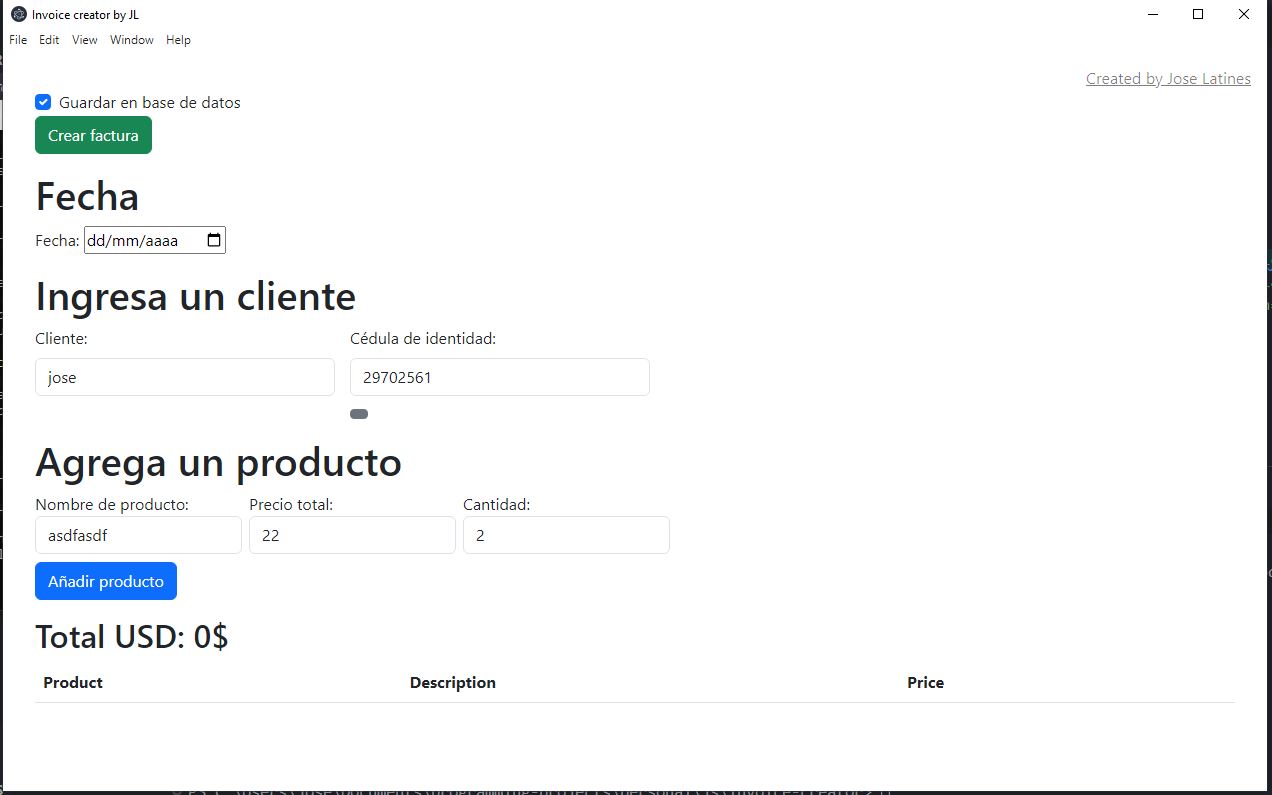 Invoice creator by JL
File Edit View Window Help
Created by Jose Latines
Guardar en base de datos
Crear factura
Fecha
Fecha: dd/mm/aaaa
Ingresa un cliente
Cliente: Cédula de identidad:
jose 29702561
Agrega un producto
Nombre de producto: Precio total: Cantidad:
asdfasdf 22 2
Añadir producto
Total USD: 0$
Product Description Price